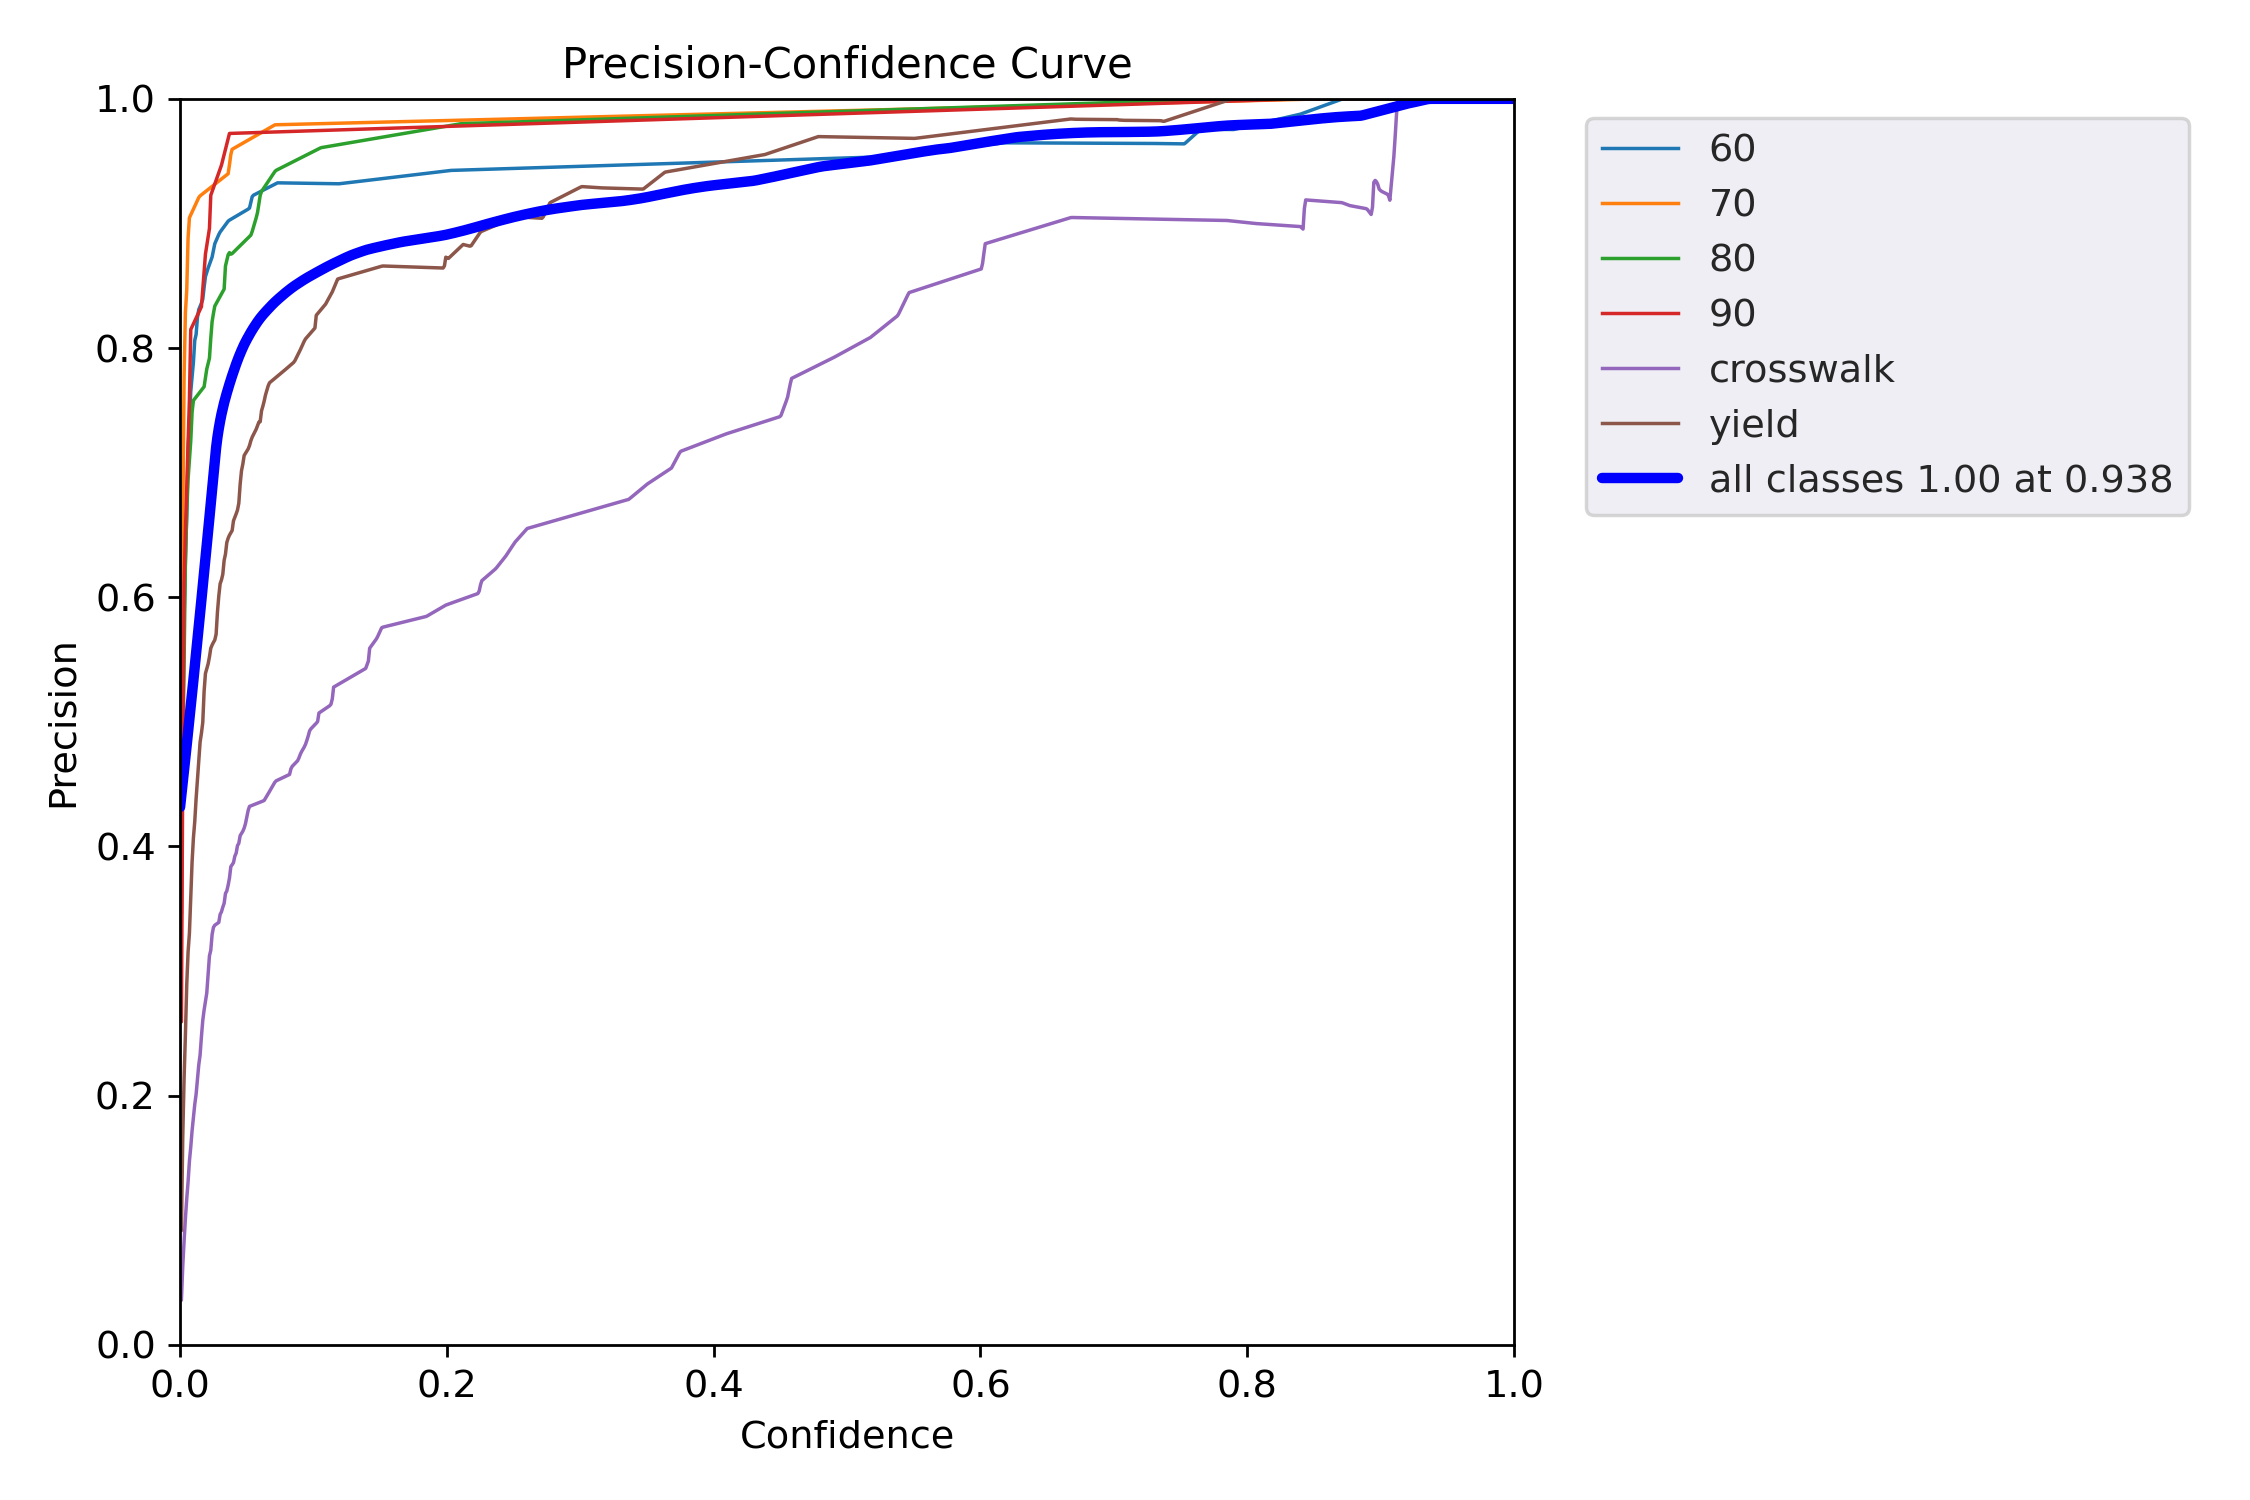 Precision-Confidence Curve
1.0
0.8
0.6
0.4
0.2
0.0
Precision
0.0 0.2 0.4 0.6 0.8 1.0
Confidence
60
70
80
90
crosswalk
yield
all classes 1.00 at 0.938